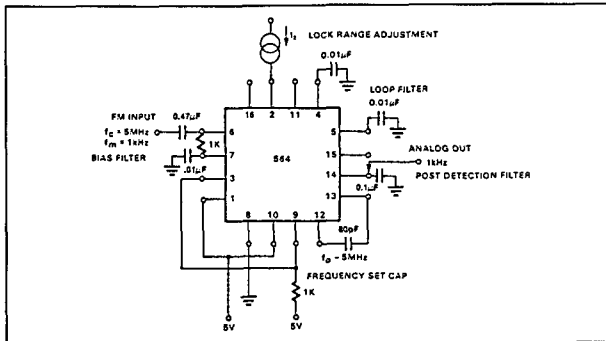 I₂
LOCK RANGE ADJUSTMENT
0.01μF
LOOP FILTER
0.01μF
16
2
11
4
FM INPUT
0.47μF
fC = 5MHz
fm = 1kHz
1K
BIAS FILTER
.01μF
6
7
3
1
564
5
15
14
13
ANALOG OUT
1kHz
POST DETECTION FILTER
0.1μF
8
10
9
12
80pF
fo – 5MHz
FREQUENCY SET CAP
1K
5V
5V